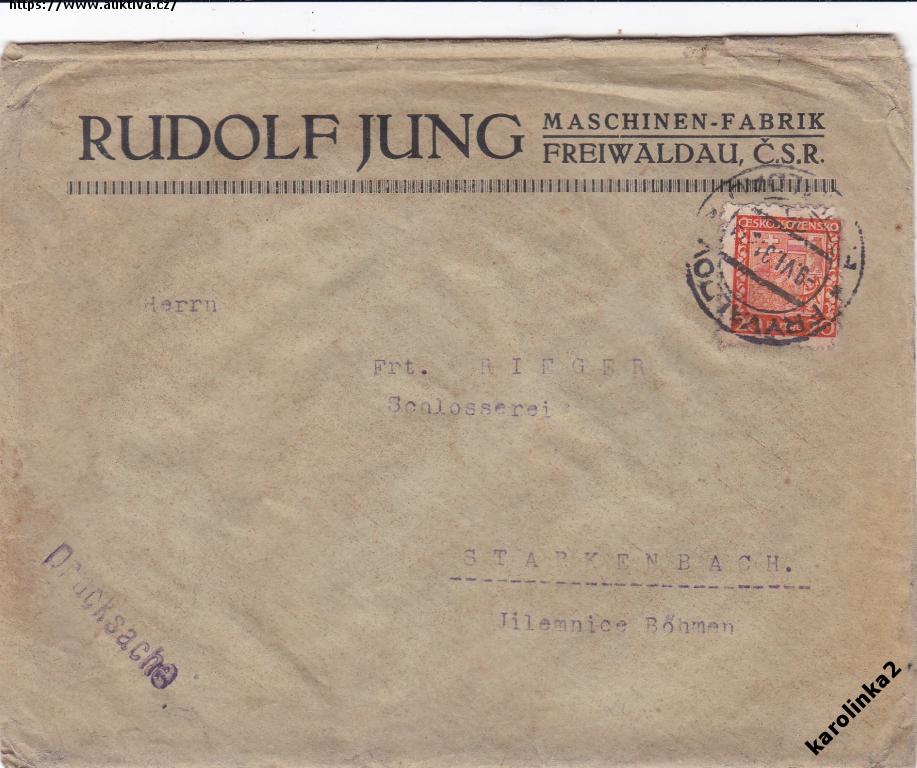 https://www.auktiva.cz/
RUDOLF JUNG
MASCHINEN-FABRIK
FREIWALDAU, Č.S.R.
ČESKOSLOVENSKO
FRÝVALDOV
Herrn
Frt. RIEGER
Schlosserei
STARKENBACH.
Jilemnice Böhmen
Drucksache
karolinka2